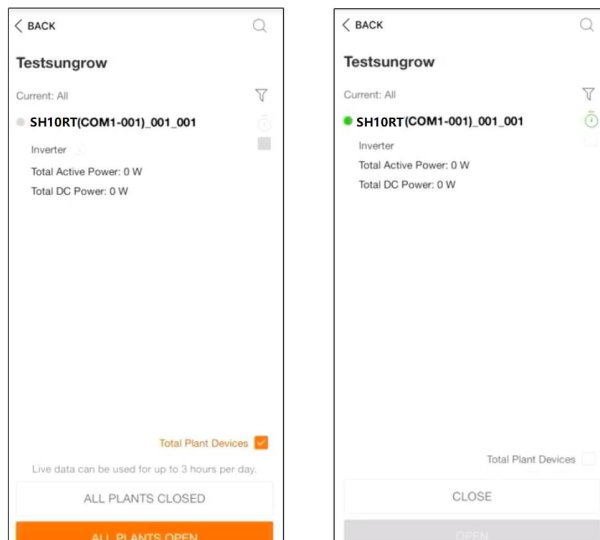 BACK
Testsungrow
Current: All
SH10RT(COM1-001)_001_001
Inverter
Total Active Power: 0 W
Total DC Power: 0 W
Total Plant Devices
Live data can be used for up to 3 hours per day.
ALL PLANTS CLOSED
ALL PLANTS OPEN
BACK
Testsungrow
Current: All
SH10RT(COM1-001)_001_001
Inverter
Total Active Power: 0 W
Total DC Power: 0 W
Total Plant Devices
CLOSE
OPEN